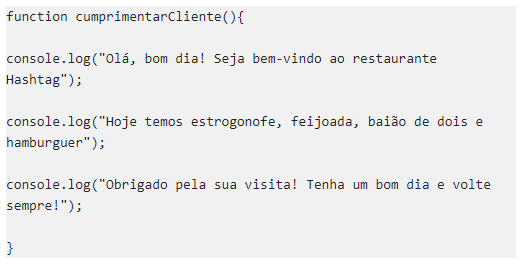 function cumprimentarCliente(){
console.log("Olá, bom dia! Seja bem-vindo ao restaurante
Hashtag");
console.log("Hoje temos estrogonofe, feijoada, baião de dois e
hamburguer");
console.log("Obrigado pela sua visita! Tenha um bom dia e volte
sempre!");
}